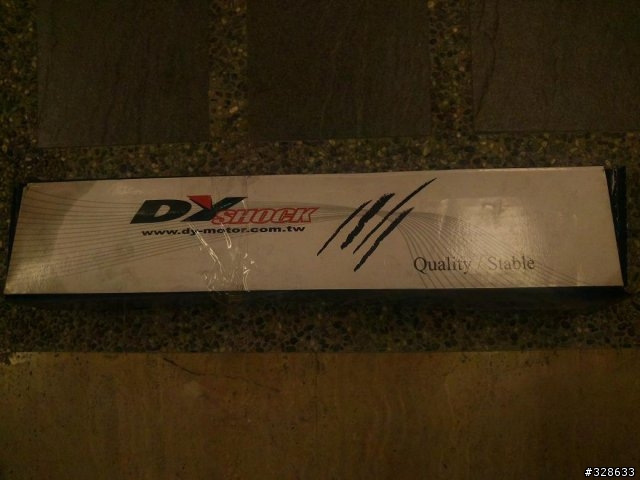 DY SHOCK
www.dy-motor.com.tw
Quality / Stable
#328633